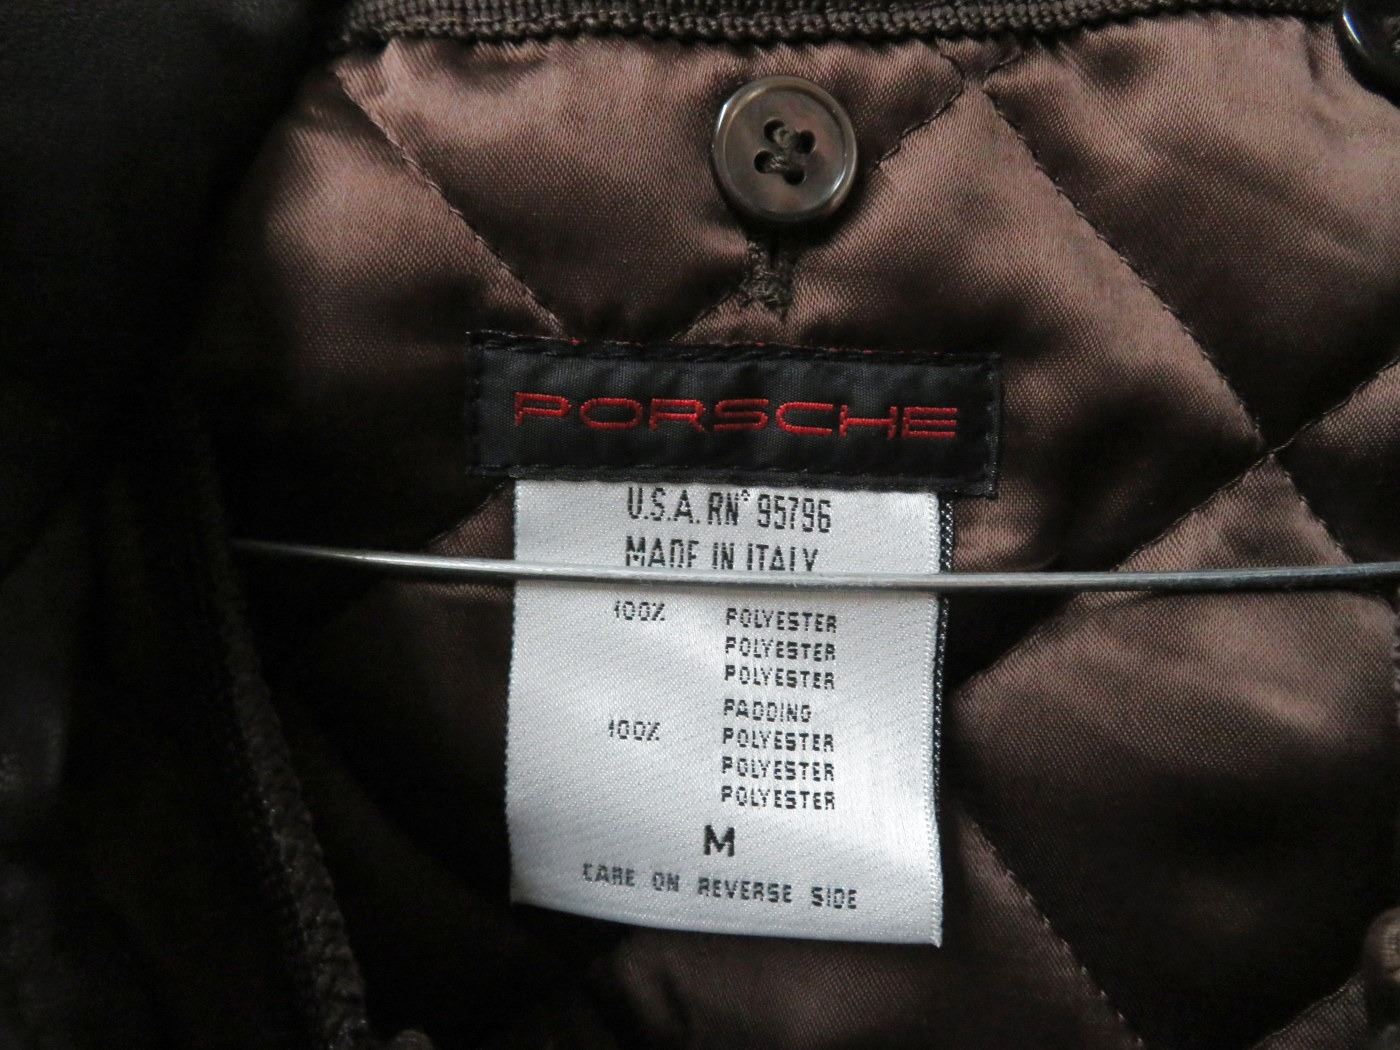 PORSCHE
U.S.A. RN° 95796
MADE IN ITALY
100% POLYESTER
POLYESTER
POLYESTER
PADDING
100% POLYESTER
POLYESTER
POLYESTER
M
CARE ON REVERSE SIDE